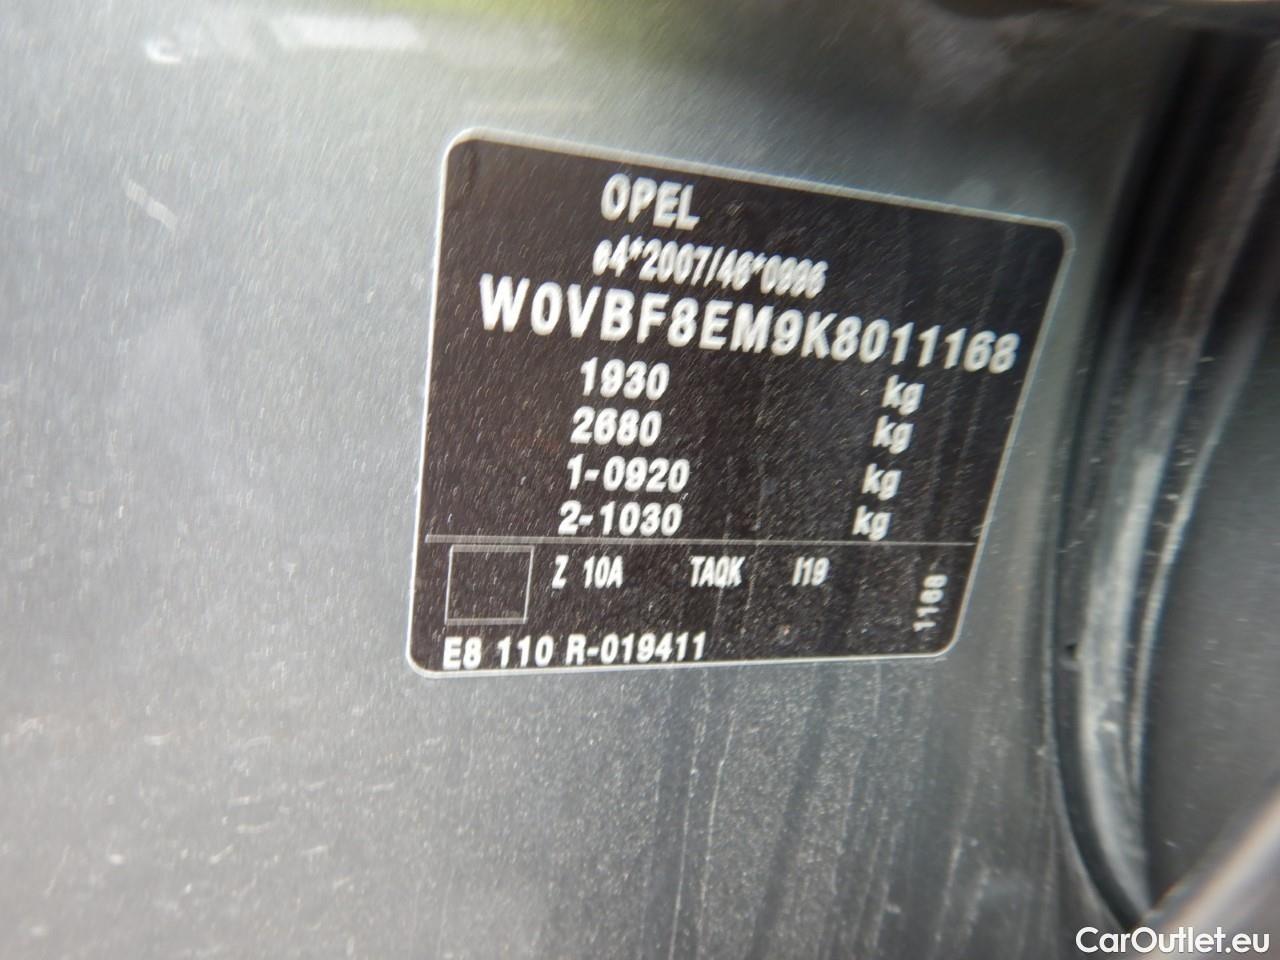 OPEL
e4*2007/46*0996
W0VBF8EM9K8011168
1930 kg
2680 kg
1-0920 kg
2-1030 kg
Z 10A TAQK I19
1168
E8 110 R-019411
CarOutlet.eu